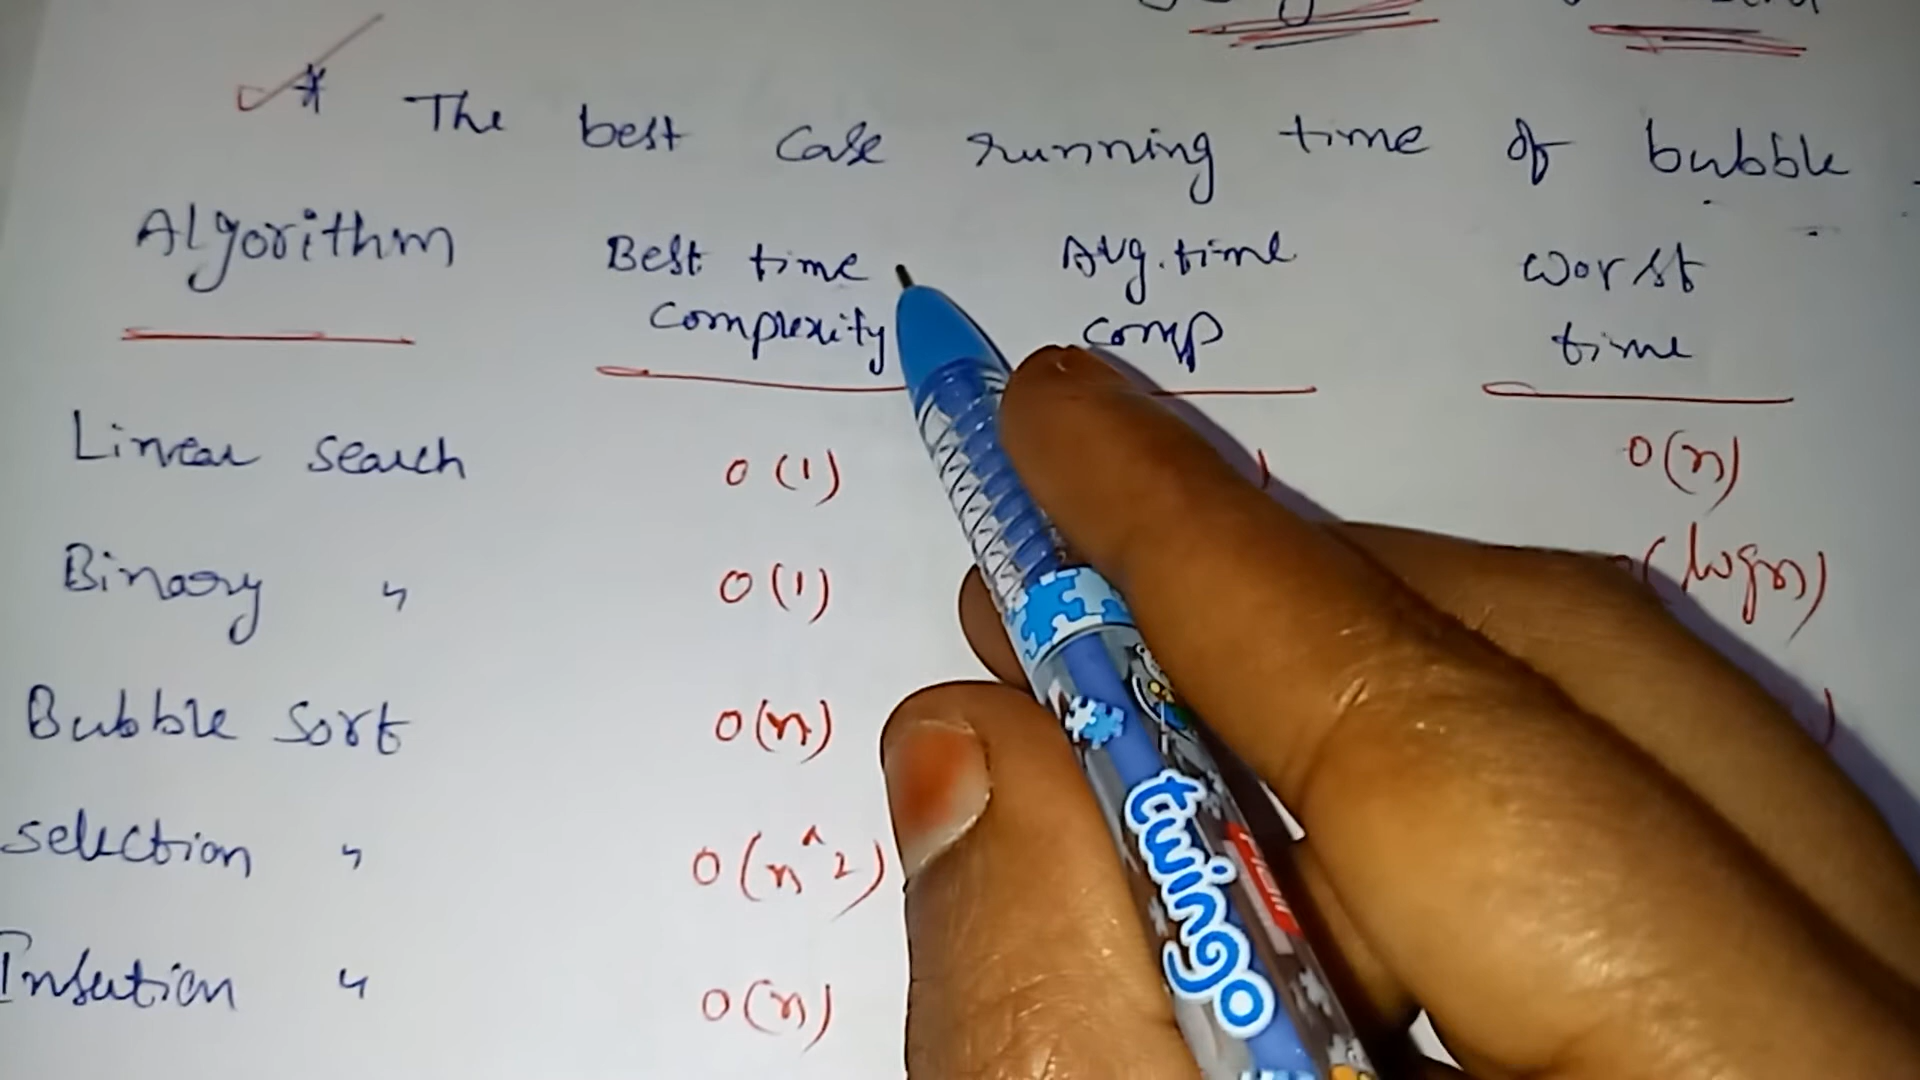 * The best case running time of bubble
Algorithm Best time complexity Avg. time comp worst time
Linear search O(1) O(n)
Binary " O(1) (logn)
Bubble sort O(n)
selection " O(n^2)
Insertion " O(n)
twingo